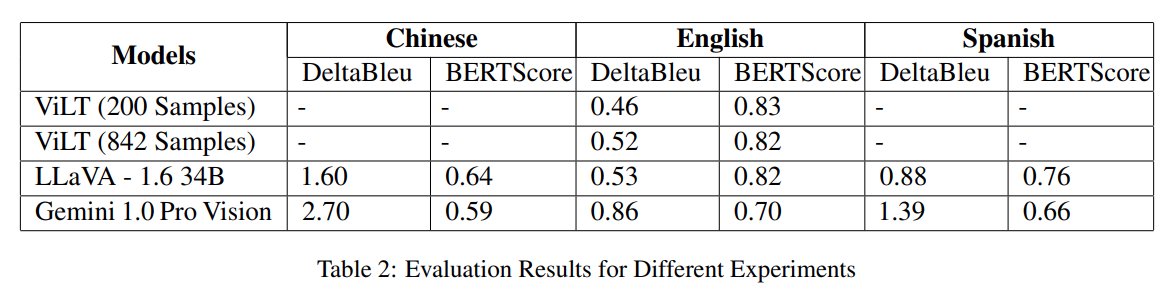 Models Chinese English Spanish
DeltaBleu BERTScore DeltaBleu BERTScore DeltaBleu BERTScore
ViLT (200 Samples) - - 0.46 0.83 - -
ViLT (842 Samples) - - 0.52 0.82 - -
LLaVA - 1.6 34B 1.60 0.64 0.53 0.82 0.88 0.76
Gemini 1.0 Pro Vision 2.70 0.59 0.86 0.70 1.39 0.66
Table 2: Evaluation Results for Different Experiments